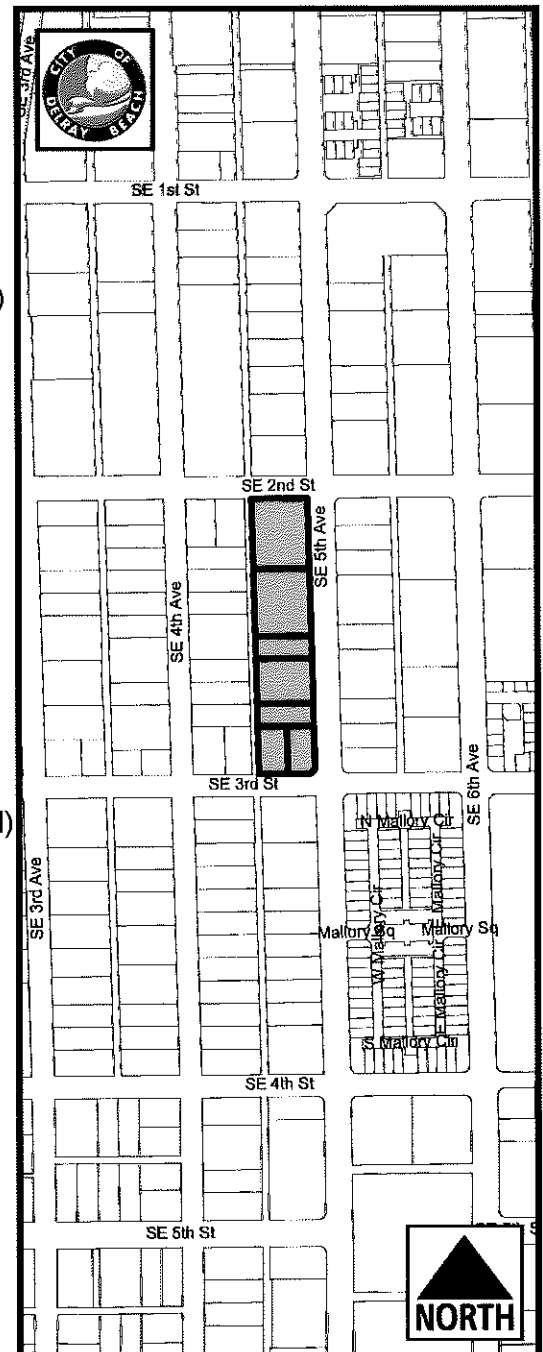 SE 3rd Ave
CITY OF
DELRAY BEACH
SE 1st St
)
SE 2nd St
SE 5th Ave
SE 4th Ave
SE 3rd St
SE 6th Ave
l)
N Mallory Cir
SE 3rd Ave
W Mallory Cir
E Mallory Cir
Mallory Sq
Mallory Sq
E Mallory Cir
S Mallory Cir
SE 4th St
SE 5th St
NORTH